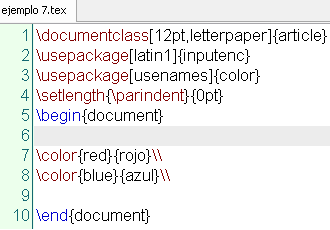 ejemplo 7.tex
1 \documentclass[12pt,letterpaper]{article}
2 \usepackage[latin1]{inputenc}
3 \usepackage[usenames]{color}
4 \setlength{\parindent}{0pt}
5 \begin{document}
6
7 \color{red}{rojo}\\
8 \color{blue}{azul}\\
9
10 \end{document}